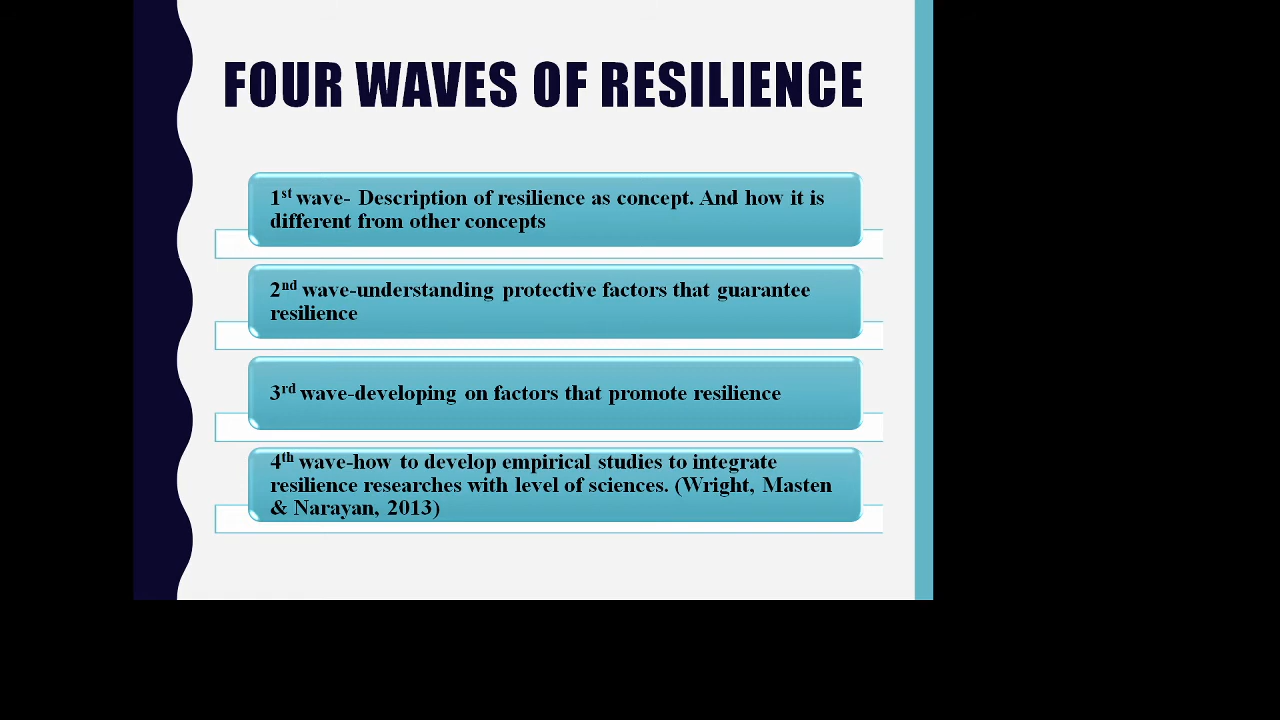 FOUR WAVES OF RESILIENCE
1st wave- Description of resilience as concept. And how it is
different from other concepts
2nd wave-understanding protective factors that guarantee
resilience
3rd wave-developing on factors that promote resilience
4th wave-how to develop empirical studies to integrate
resilience researches with level of sciences. (Wright, Masten
& Narayan, 2013)